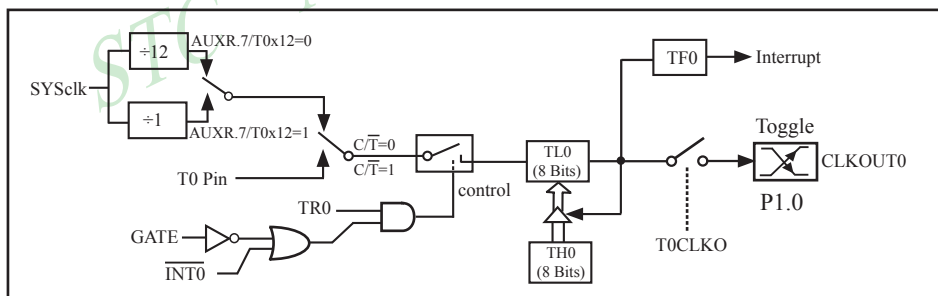 STC
÷12
AUXR.7/T0x12=0
SYSclk
÷1
AUXR.7/T0x12=1
T0 Pin
C/T=0
C/T=1
control
TR0
GATE
INT0
TL0
(8 Bits)
TH0
(8 Bits)
TF0
Interrupt
Toggle
CLKOUT0
P1.0
T0CLKO